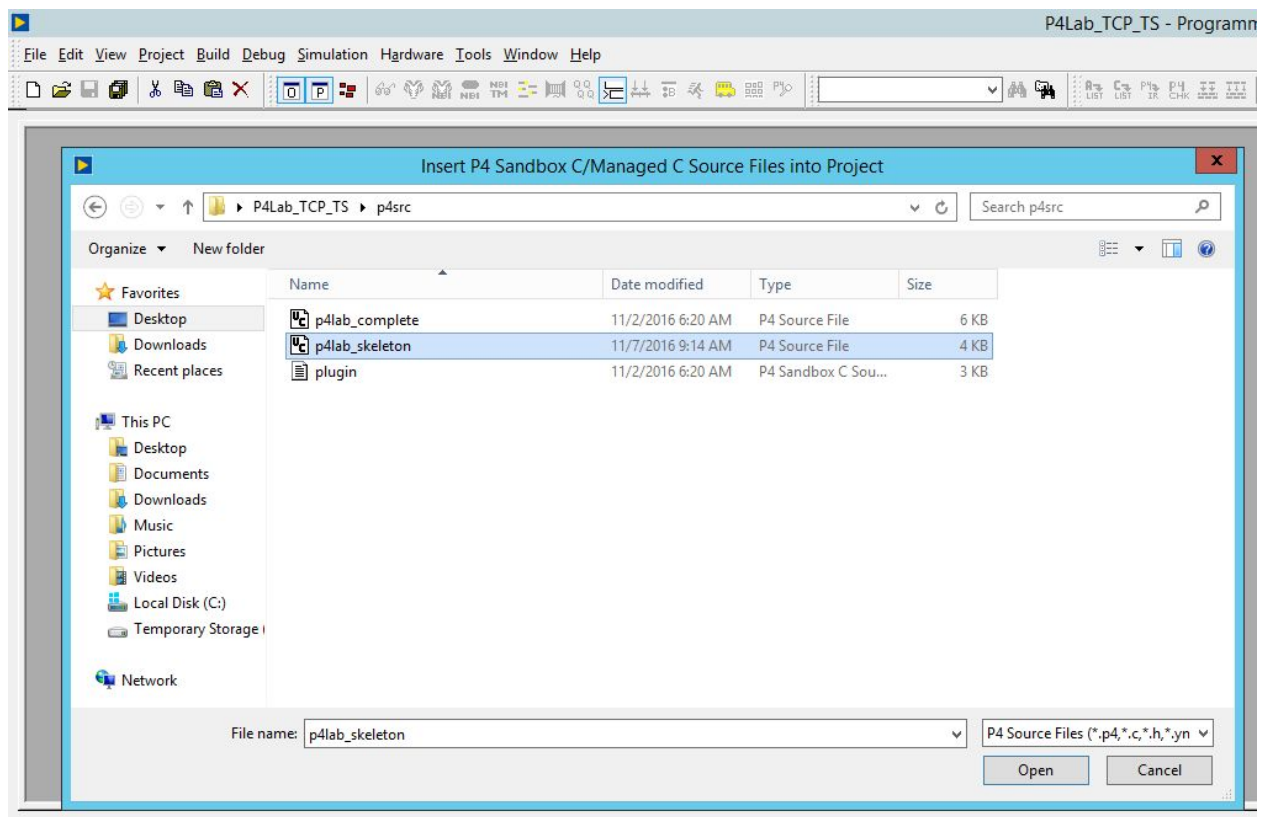 P4Lab_TCP_TS - Programm
File Edit View Project Build Debug Simulation Hardware Tools Window Help
Insert P4 Sandbox C/Managed C Source Files into Project
P4Lab_TCP_TS p4src
Search p4src
Organize New folder
Name Date modified Type Size
Favorites
Desktop
Downloads
Recent places
This PC
Desktop
Documents
Downloads
Music
Pictures
Videos
Local Disk (C:)
Temporary Storage
Network
p4lab_complete 11/2/2016 6:20 AM P4 Source File 6 KB
p4lab_skeleton 11/7/2016 9:14 AM P4 Source File 4 KB
plugin 11/2/2016 6:20 AM P4 Sandbox C Sou... 3 KB
File name: p4lab_skeleton
P4 Source Files (*.p4,*.c,*.h,*.yn
Open Cancel